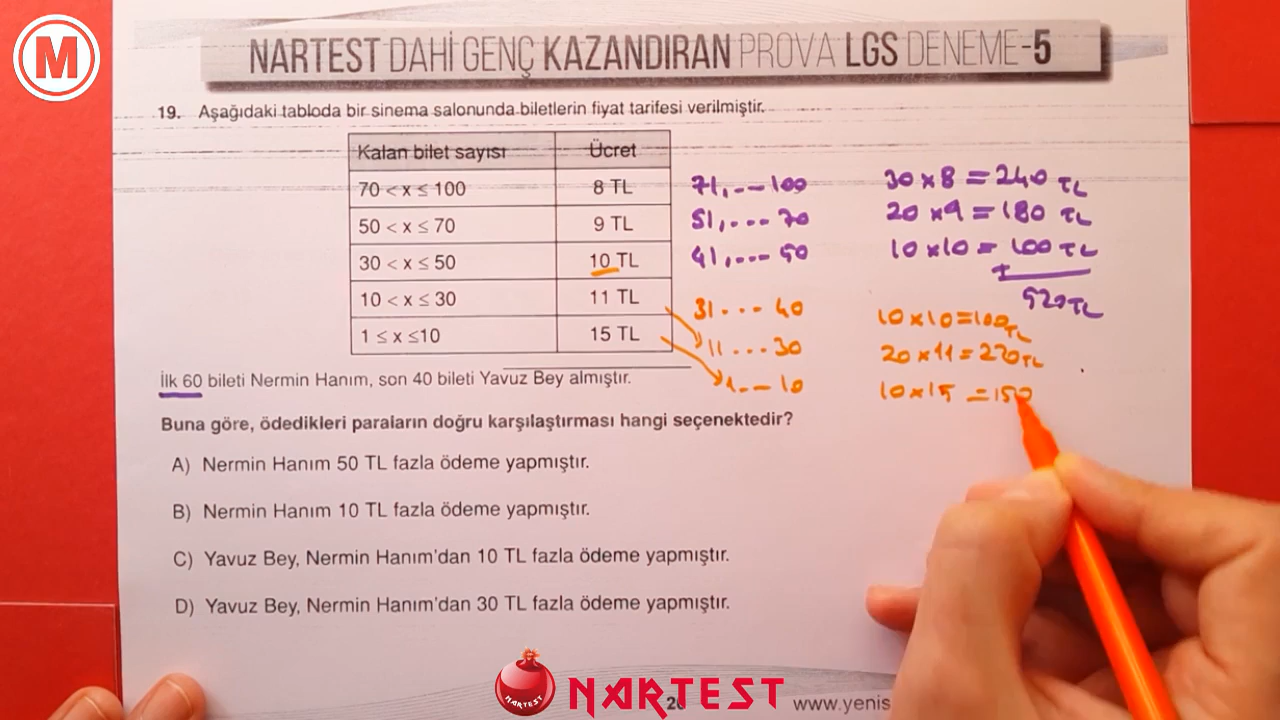 M
NARTEST DAHİ GENÇ KAZANDIRAN PROVA LGS DENEME-5
19. Aşağıdaki tabloda bir sinema salonunda biletlerin fiyat tarifesi verilmiştir.
Kalan bilet sayısı Ücret
70 < x ≤ 100 8 TL 71,... 100 30 x 8 = 240 TL
50 < x ≤ 70 9 TL 51,... 70 20 x 9 = 180 TL
30 < x ≤ 50 10 TL 41,... 50 10 x 10 = 100 TL
+
520 TL
10 < x ≤ 30 11 TL 31... 40 10 x 10 = 100 TL
1 ≤ x ≤10 15 TL 11... 30 20 x 11 = 220 TL
1... 10 10 x 15 = 150
İlk 60 bileti Nermin Hanım, son 40 bileti Yavuz Bey almıştır.
Buna göre, ödedikleri paraların doğru karşılaştırması hangi seçenektedir?
A) Nermin Hanım 50 TL fazla ödeme yapmıştır.
B) Nermin Hanım 10 TL fazla ödeme yapmıştır.
C) Yavuz Bey, Nermin Hanım'dan 10 TL fazla ödeme yapmıştır.
D) Yavuz Bey, Nermin Hanım'dan 30 TL fazla ödeme yapmıştır.
NARTEST
NARTEST
www.yenis